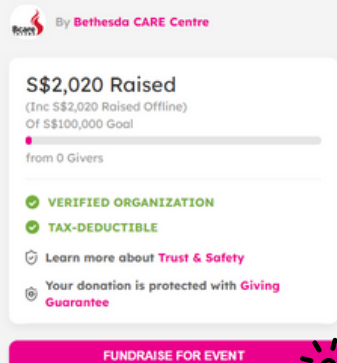 Bcare
By Bethesda CARE Centre
S$2,020 Raised
(Inc S$2,020 Raised Offline)
Of S$100,000 Goal
from 0 Givers
VERIFIED ORGANIZATION
TAX-DEDUCTIBLE
Learn more about Trust & Safety
Your donation is protected with Giving
Guarantee
FUNDRAISE FOR EVENT